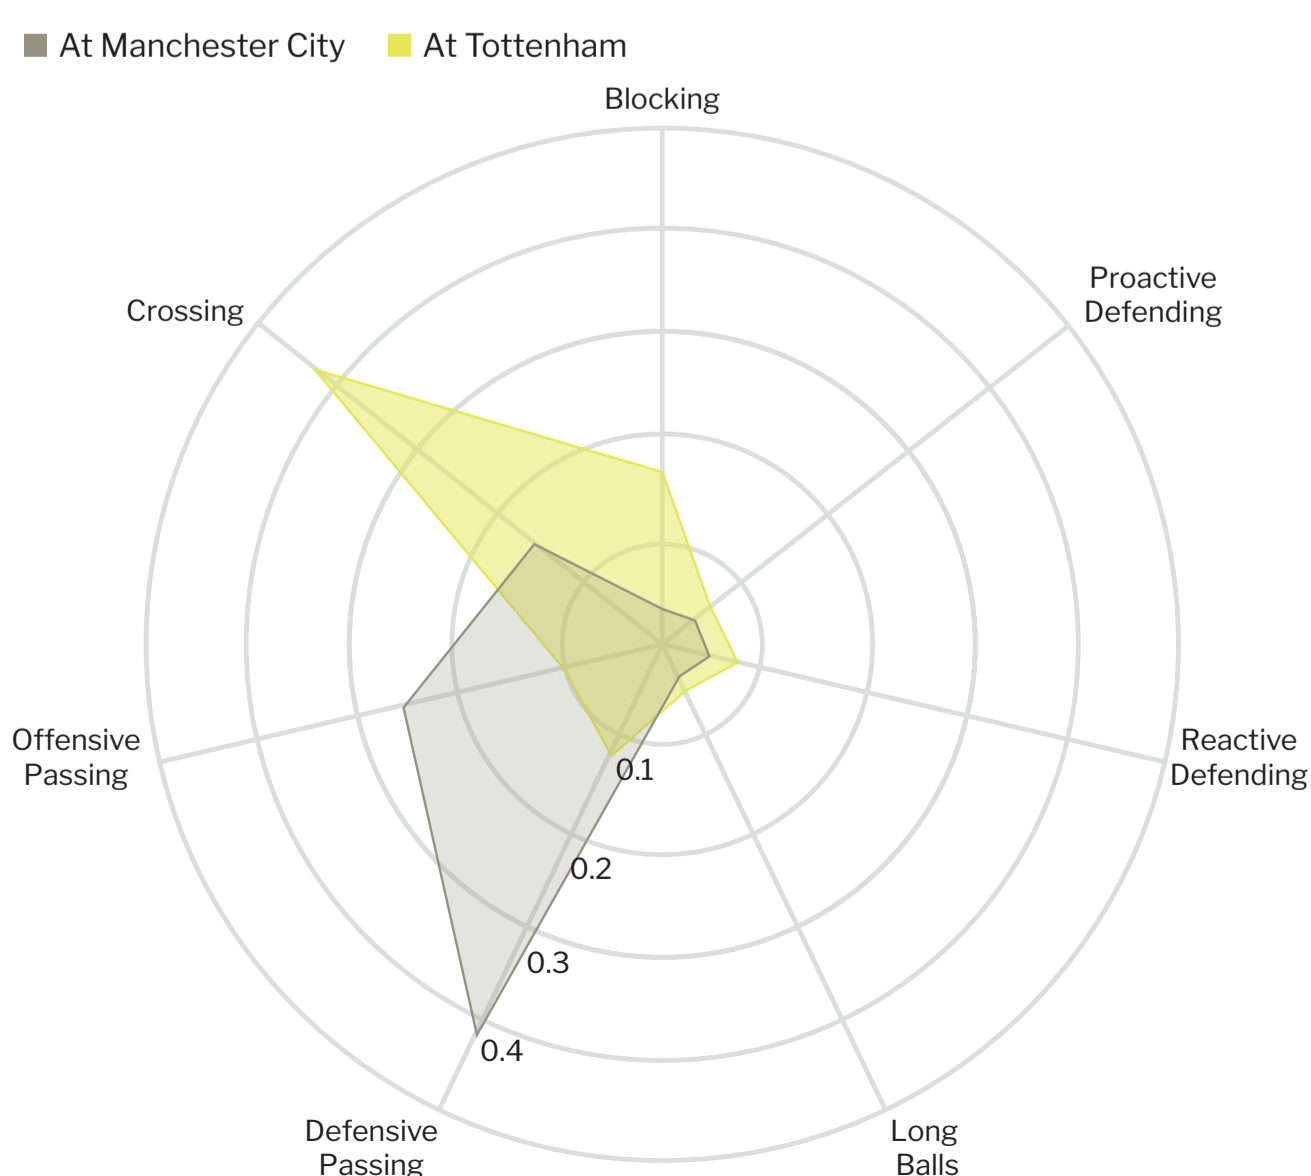 At Manchester City
At Tottenham
Blocking
Proactive
Defending
Crossing
Offensive
Passing
Reactive
Defending
0.1
0.2
0.3
0.4
Defensive
Passing
Long
Balls